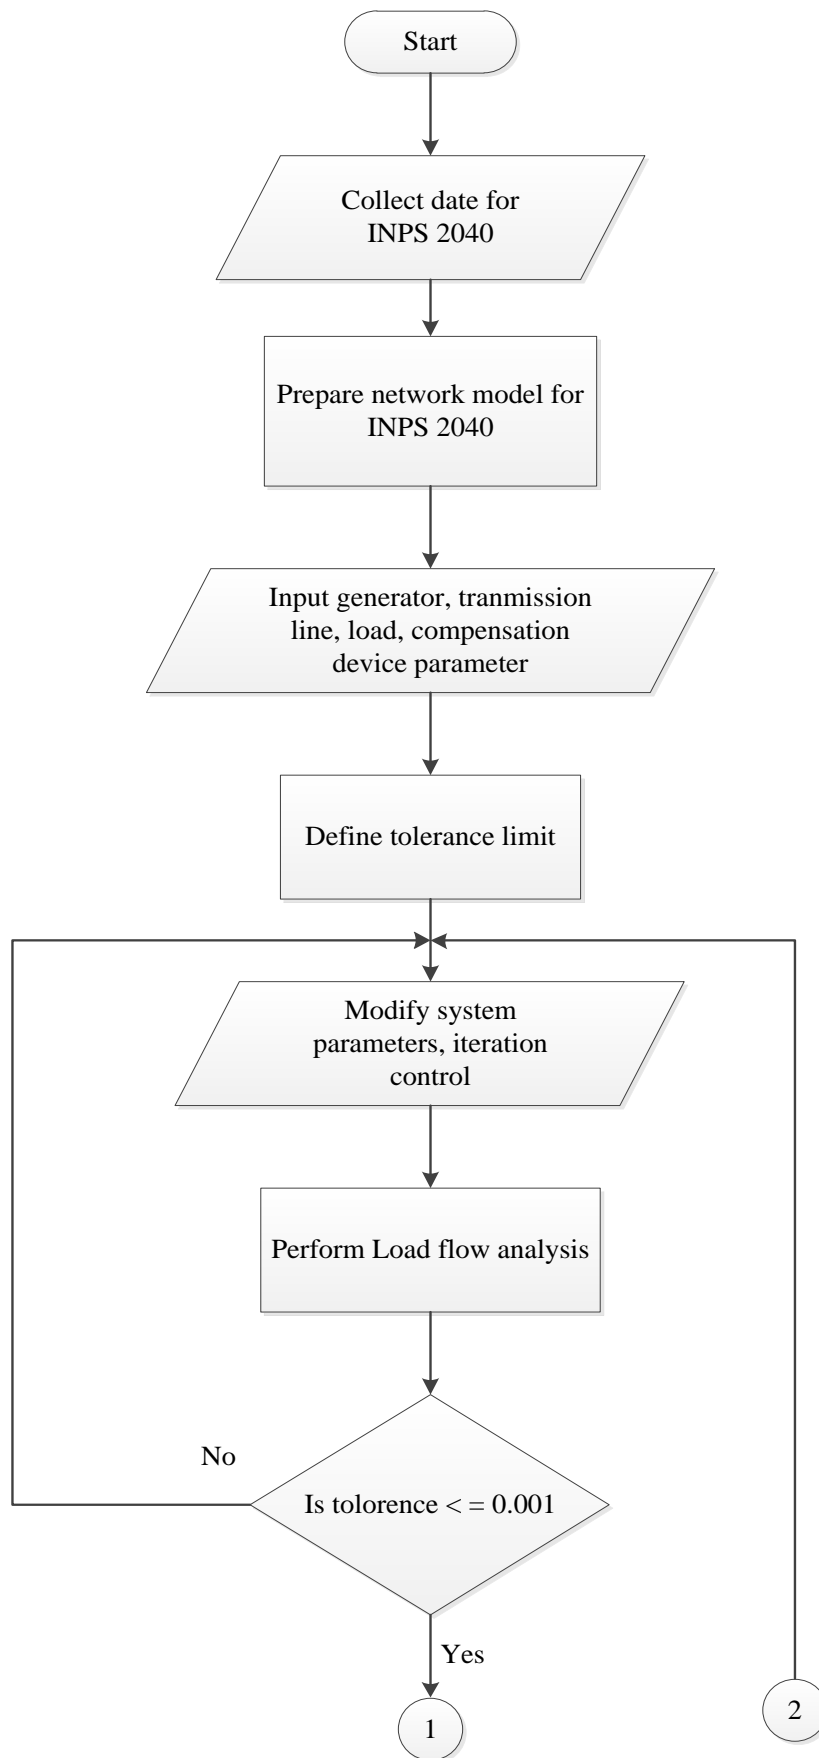 Start
Collect date for
INPS 2040
Prepare network model for
INPS 2040
Input generator, tranmission
line, load, compensation
device parameter
Define tolerance limit
Modify system
parameters, iteration
control
Perform Load flow analysis
No
Is tolorence < = 0.001
Yes
1
2